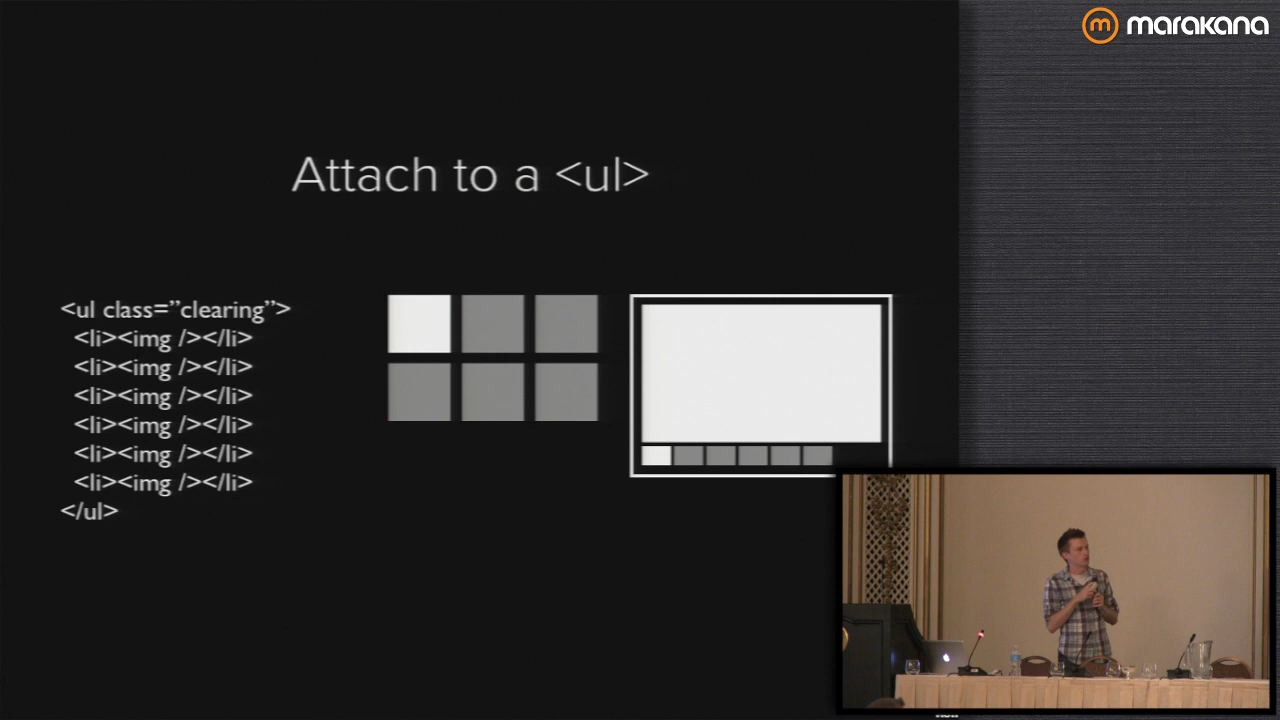 marakana
Attach to a <ul>
<ul class=”clearing”>
<li><img /></li>
<li><img /></li>
<li><img /></li>
<li><img /></li>
<li><img /></li>
<li><img /></li>
</ul>